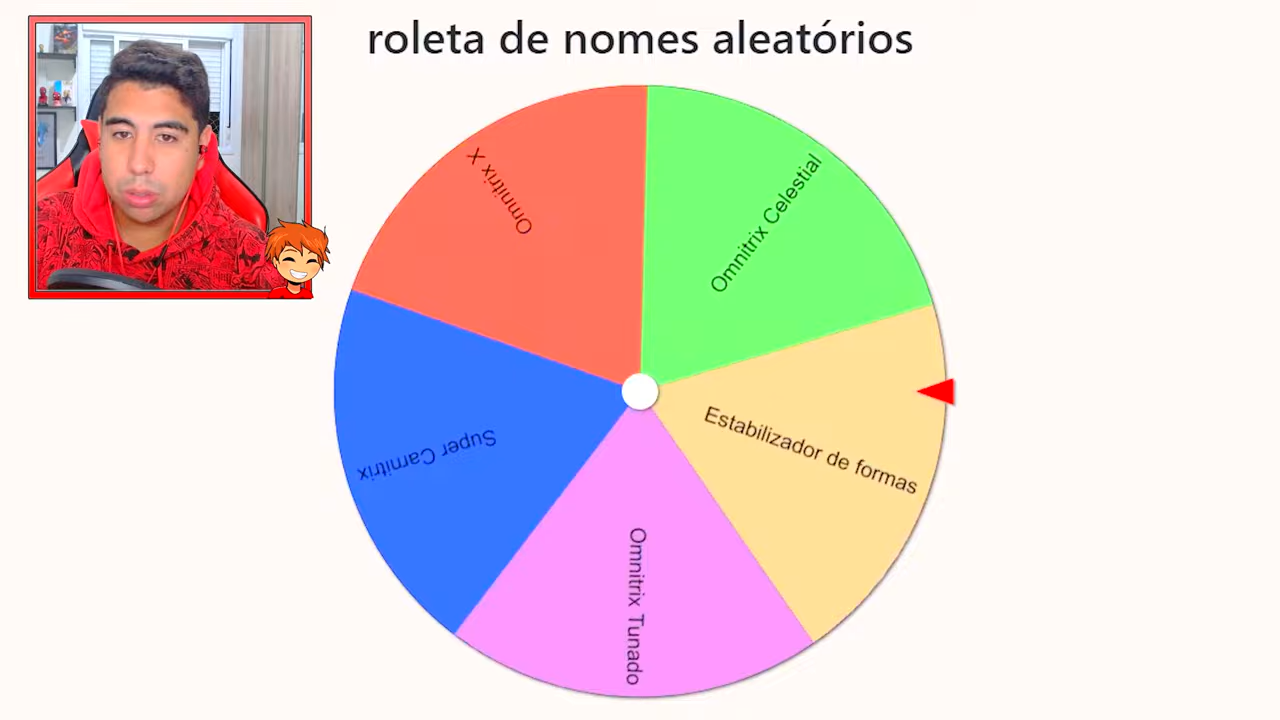 roleta de nomes aleatórios
Omnitrix X
Omnitrix Celestial
Estabilizador de formas
Super Carnitrix
Omnitrix Tunado